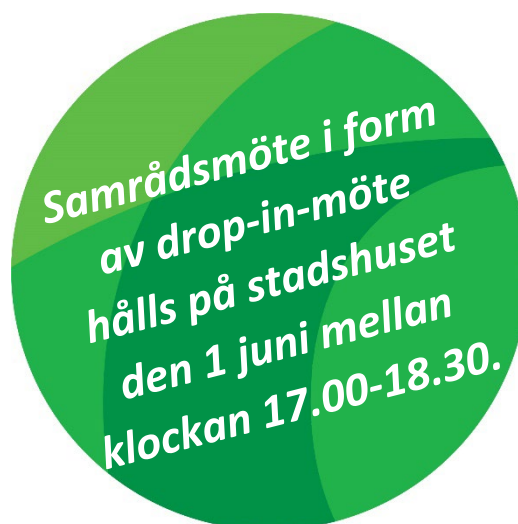 Samrådsmöte i form
av drop-in-möte
hålls på stadshuset
den 1 juni mellan
klockan 17.00-18.30.